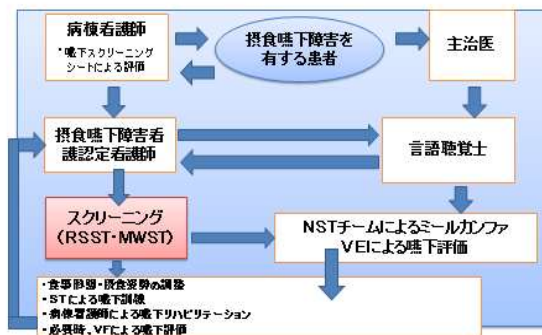 病棟看護師
*嚥下スクリーニング
シートによる評価
摂食嚥下障害を
有する患者
主治医
摂食嚥下障害看
護認定看護師
言語聴覚士
スクリーニング
(RSST・MWST)
NSTチームによるミールカンファ
VEによる嚥下評価
・食事形態・摂食姿勢の調整
・STによる嚥下訓練
・病棟看護師による嚥下リハビリテーション
・必要時、VFによる嚥下評価